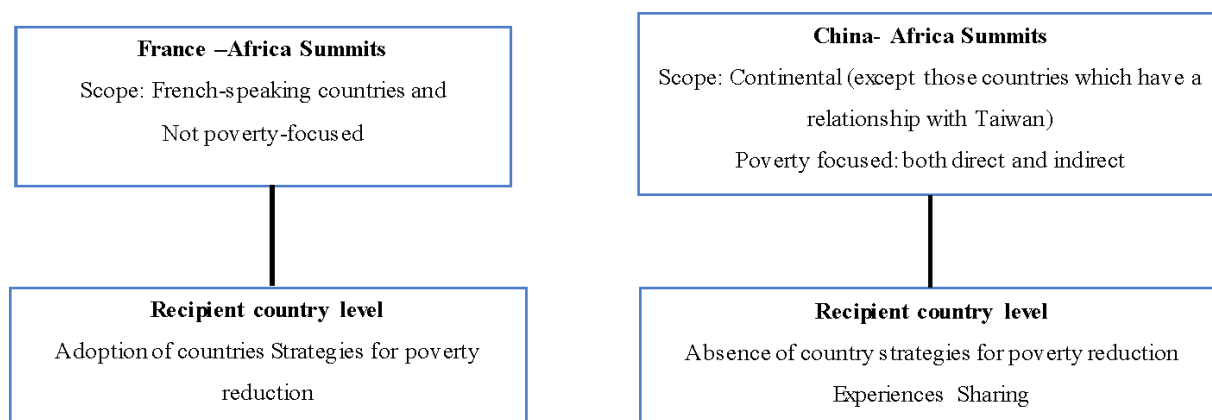 France –Africa Summits
Scope: French-speaking countries and
Not poverty-focused
China- Africa Summits
Scope: Continental (except those countries which have a
relationship with Taiwan)
Poverty focused: both direct and indirect
Recipient country level
Adoption of countries Strategies for poverty
reduction
Recipient country level
Absence of country strategies for poverty reduction
Experiences Sharing